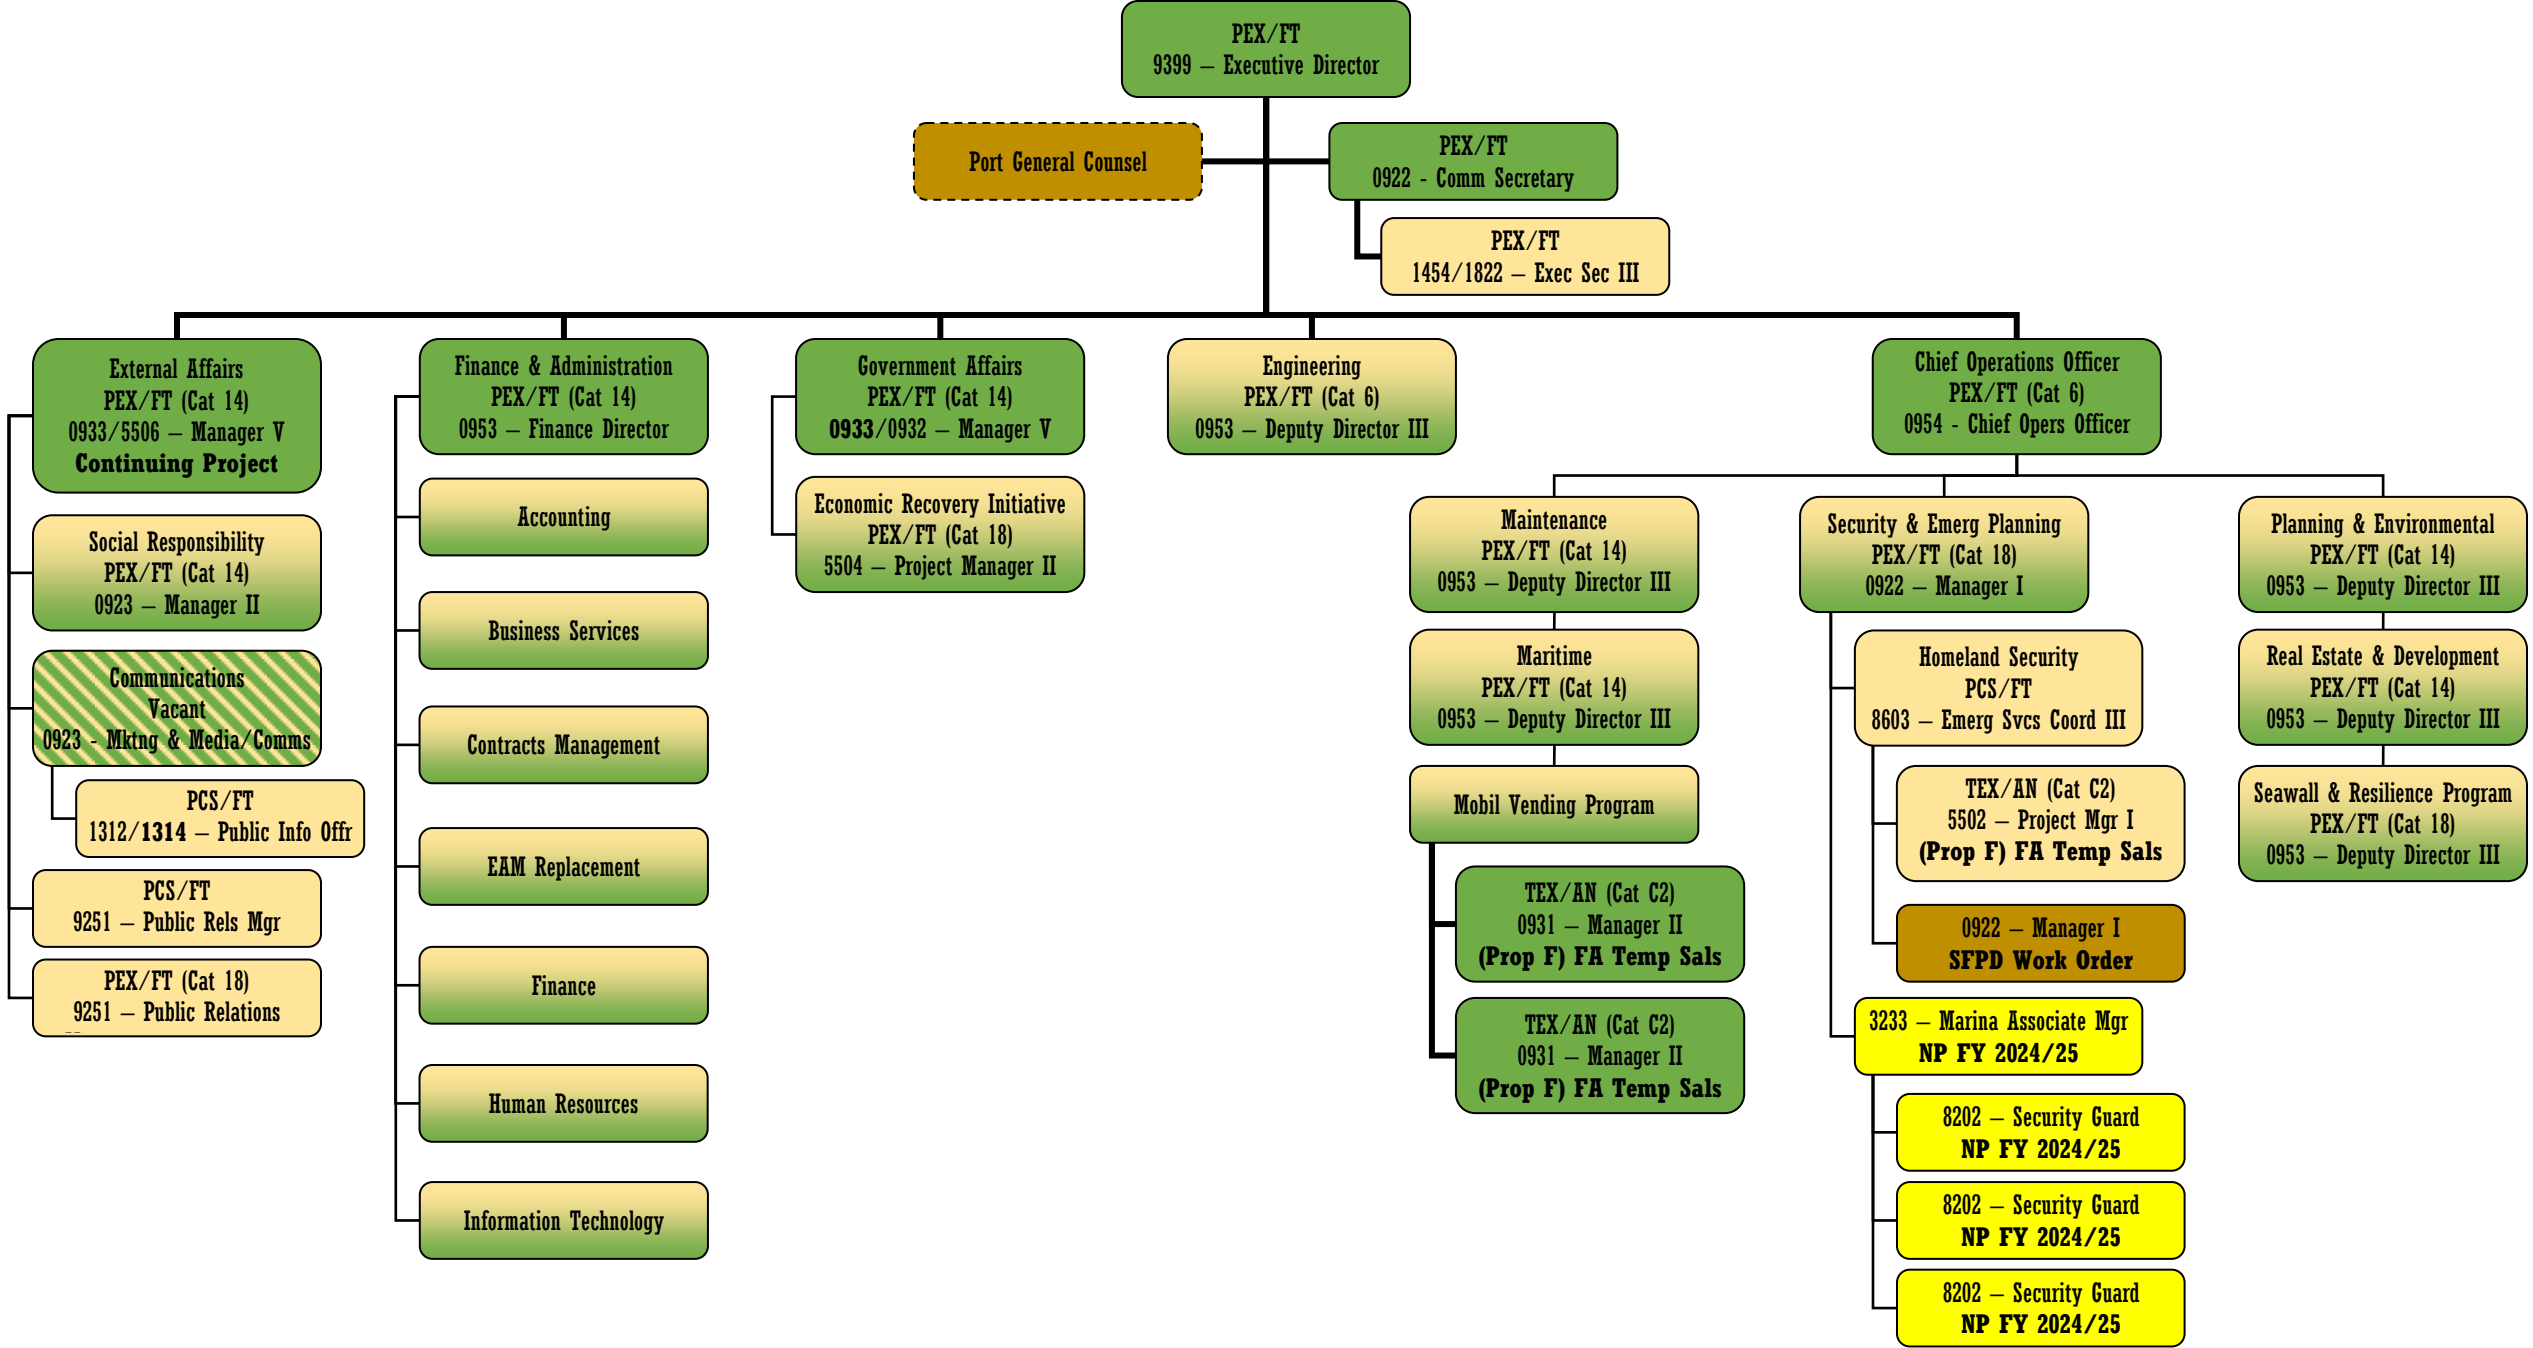 PEX/FT
9399 – Executive Director
Port General Counsel
PEX/FT
0922 - Comm Secretary
PEX/FT
1454/1822 – Exec Sec III
External Affairs
PEX/FT (Cat 14)
0933/5506 – Manager V
Continuing Project
Social Responsibility
PEX/FT (Cat 14)
0923 – Manager II
Communications
Vacant
0923 - Mktng & Media/Comms
PCS/FT
1312/1314 – Public Info Offr
PCS/FT
9251 – Public Rels Mgr
PEX/FT (Cat 18)
9251 – Public Relations
Finance & Administration
PEX/FT (Cat 14)
0953 – Finance Director
Accounting
Business Services
Contracts Management
EAM Replacement
Finance
Human Resources
Information Technology
Government Affairs
PEX/FT (Cat 14)
0933/0932 – Manager V
Economic Recovery Initiative
PEX/FT (Cat 18)
5504 – Project Manager II
Engineering
PEX/FT (Cat 6)
0953 – Deputy Director III
Chief Operations Officer
PEX/FT (Cat 6)
0954 - Chief Opers Officer
Maintenance
PEX/FT (Cat 14)
0953 – Deputy Director III
Maritime
PEX/FT (Cat 14)
0953 – Deputy Director III
Mobil Vending Program
TEX/AN (Cat C2)
0931 – Manager II
(Prop F) FA Temp Sals
TEX/AN (Cat C2)
0931 – Manager II
(Prop F) FA Temp Sals
Security & Emerg Planning
PEX/FT (Cat 18)
0922 – Manager I
Homeland Security
PCS/FT
8603 – Emerg Svcs Coord III
TEX/AN (Cat C2)
5502 – Project Mgr I
(Prop F) FA Temp Sals
0922 – Manager I
SFPD Work Order
3233 – Marina Associate Mgr
NP FY 2024/25
8202 – Security Guard
NP FY 2024/25
8202 – Security Guard
NP FY 2024/25
8202 – Security Guard
NP FY 2024/25
Planning & Environmental
PEX/FT (Cat 14)
0953 – Deputy Director III
Real Estate & Development
PEX/FT (Cat 14)
0953 – Deputy Director III
Seawall & Resilience Program
PEX/FT (Cat 18)
0953 – Deputy Director III